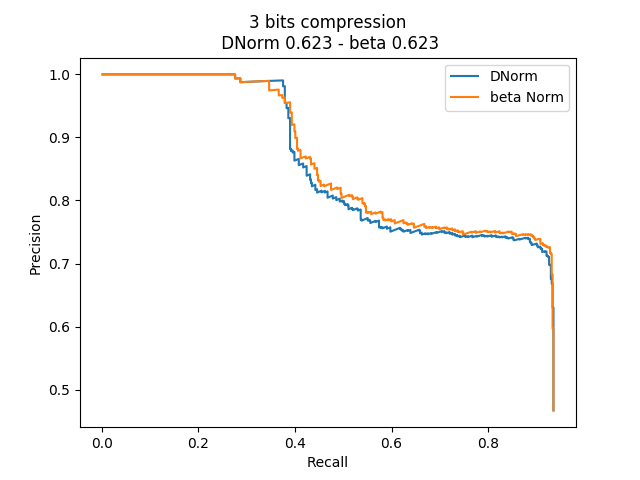 3 bits compression
DNorm 0.623 - beta 0.623
DNorm
beta Norm
1.0
0.9
0.8
0.7
0.6
0.5
Precision
0.0
0.2
0.4
0.6
0.8
Recall